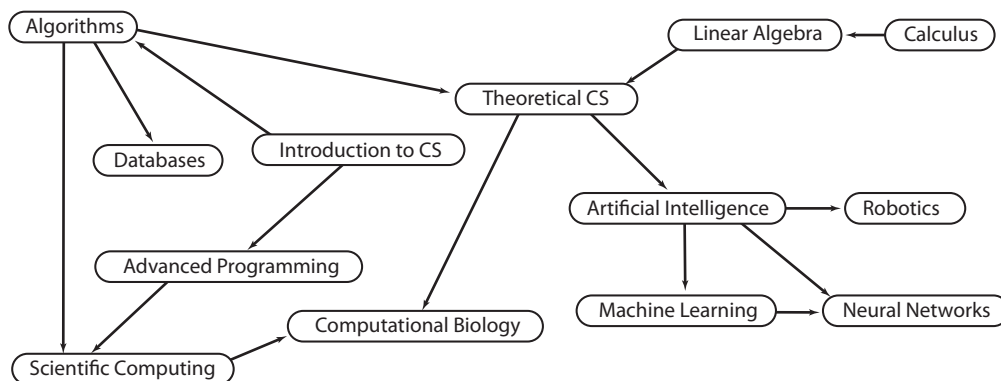 Algorithms
Linear Algebra
Calculus
Theoretical CS
Databases
Introduction to CS
Artificial Intelligence
Robotics
Advanced Programming
Machine Learning
Neural Networks
Computational Biology
Scientific Computing